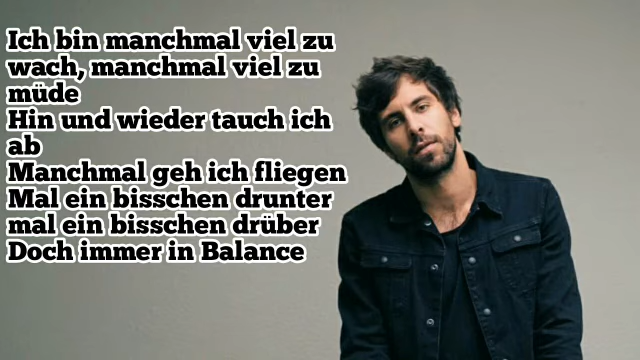 Ich bin manchmal viel zu
wach, manchmal viel zu
müde
Hin und wieder tauch ich
ab
Manchmal geh ich fliegen
Mal ein bisschen drunter
mal ein bisschen drüber
Doch immer in Balance